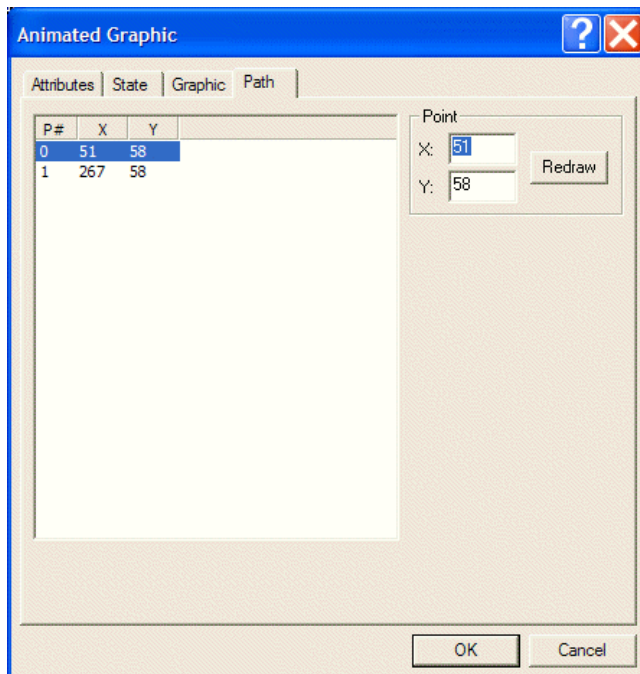 Animated Graphic
?
Attributes State Graphic Path
P# X Y
0 51 58
1 267 58
Point
X: 51
Y: 58
Redraw
OK Cancel